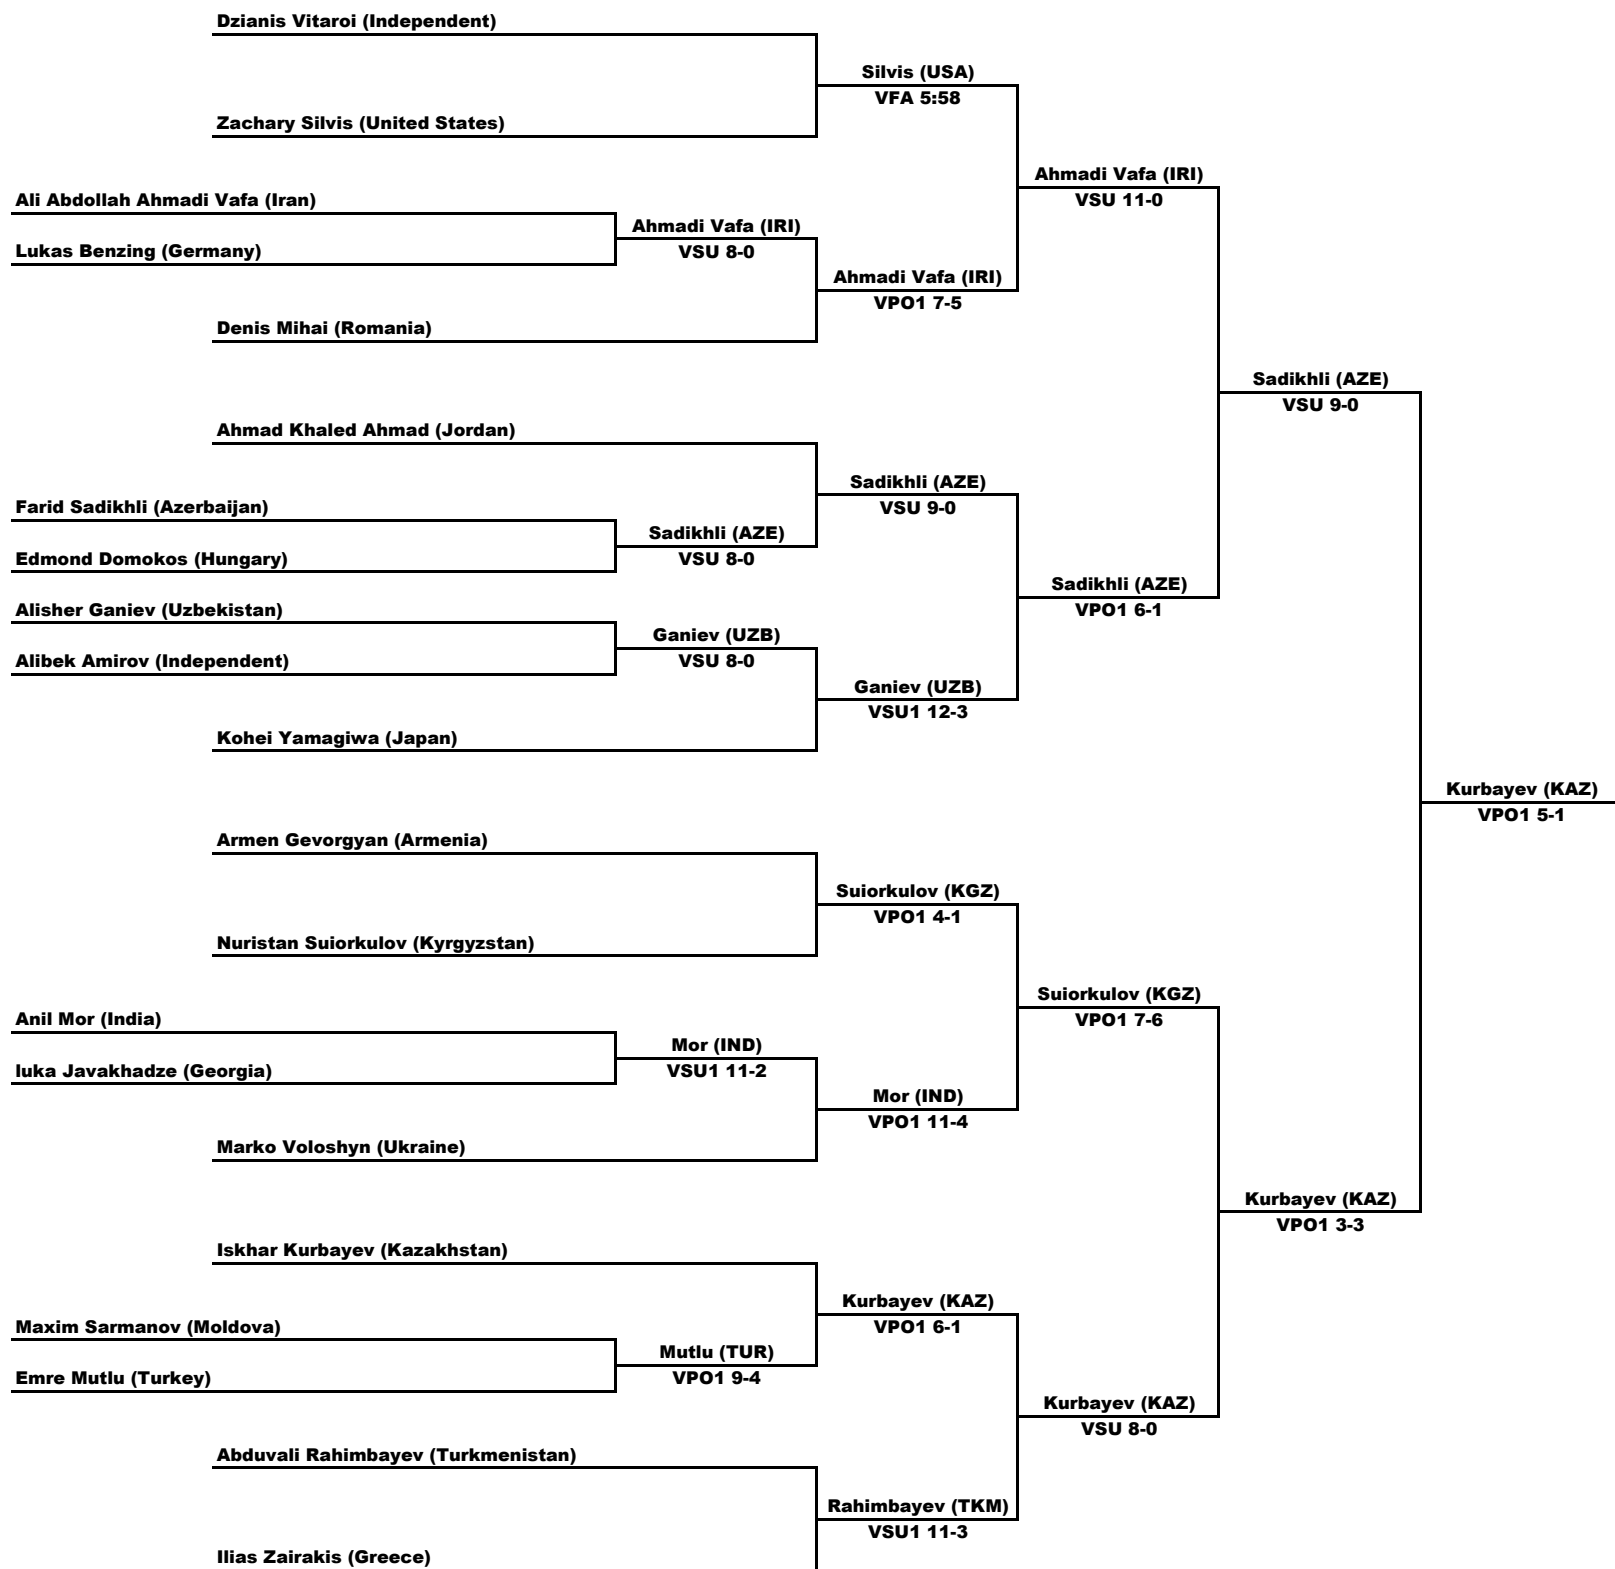 Dzianis Vitaroi (Independent)
Silvis (USA)
VFA 5:58
Zachary Silvis (United States)
Ahmadi Vafa (IRI)
VSU 11-0
Ali Abdollah Ahmadi Vafa (Iran)
Ahmadi Vafa (IRI)
VSU 8-0
Lukas Benzing (Germany)
Ahmadi Vafa (IRI)
VPO1 7-5
Denis Mihai (Romania)
Sadikhli (AZE)
VSU 9-0
Ahmad Khaled Ahmad (Jordan)
Sadikhli (AZE)
VSU 9-0
Farid Sadikhli (Azerbaijan)
Sadikhli (AZE)
VSU 8-0
Edmond Domokos (Hungary)
Sadikhli (AZE)
VPO1 6-1
Alisher Ganiev (Uzbekistan)
Ganiev (UZB)
VSU 8-0
Alibek Amirov (Independent)
Ganiev (UZB)
VSU1 12-3
Kohei Yamagiwa (Japan)
Kurbayev (KAZ)
VPO1 5-1
Armen Gevorgyan (Armenia)
Suiorkulov (KGZ)
VPO1 4-1
Nuristan Suiorkulov (Kyrgyzstan)
Suiorkulov (KGZ)
VPO1 7-6
Anil Mor (India)
Mor (IND)
VSU1 11-2
luka Javakhadze (Georgia)
Mor (IND)
VPO1 11-4
Marko Voloshyn (Ukraine)
Kurbayev (KAZ)
VPO1 3-3
Iskhar Kurbayev (Kazakhstan)
Kurbayev (KAZ)
VPO1 6-1
Maxim Sarmanov (Moldova)
Mutlu (TUR)
VPO1 9-4
Emre Mutlu (Turkey)
Kurbayev (KAZ)
VSU 8-0
Abduvali Rahimbayev (Turkmenistan)
Rahimbayev (TKM)
VSU1 11-3
Ilias Zairakis (Greece)